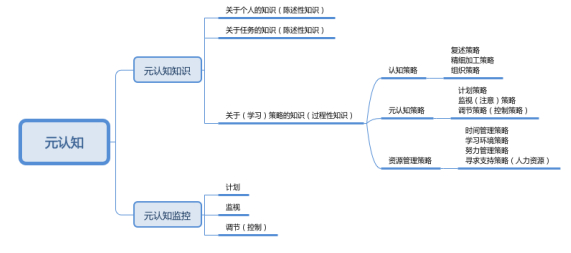 元认知
元认知知识
关于个人的知识（陈述性知识）
关于任务的知识（陈述性知识）
关于（学习）策略的知识（过程性知识）
认知策略
复述策略
精细加工策略
组织策略
元认知策略
计划策略
监视（注意）策略
调节策略（控制策略）
资源管理策略
时间管理策略
学习环境策略
努力管理策略
寻求支持策略（人力资源）
元认知监控
计划
监视
调节（控制）